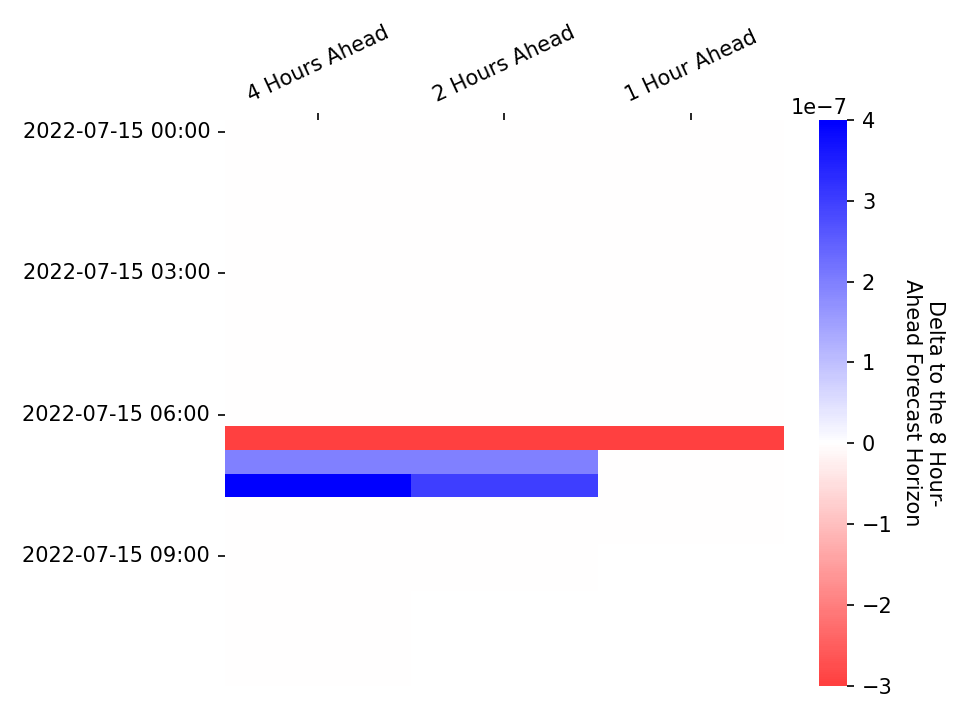 4 Hours Ahead
2 Hours Ahead
1 Hour Ahead
2022-07-15 00:00
2022-07-15 03:00
2022-07-15 06:00
2022-07-15 09:00
1e−7
4
3
2
1
0
−1
−2
−3
Delta to the 8 Hour-
Ahead Forecast Horizon